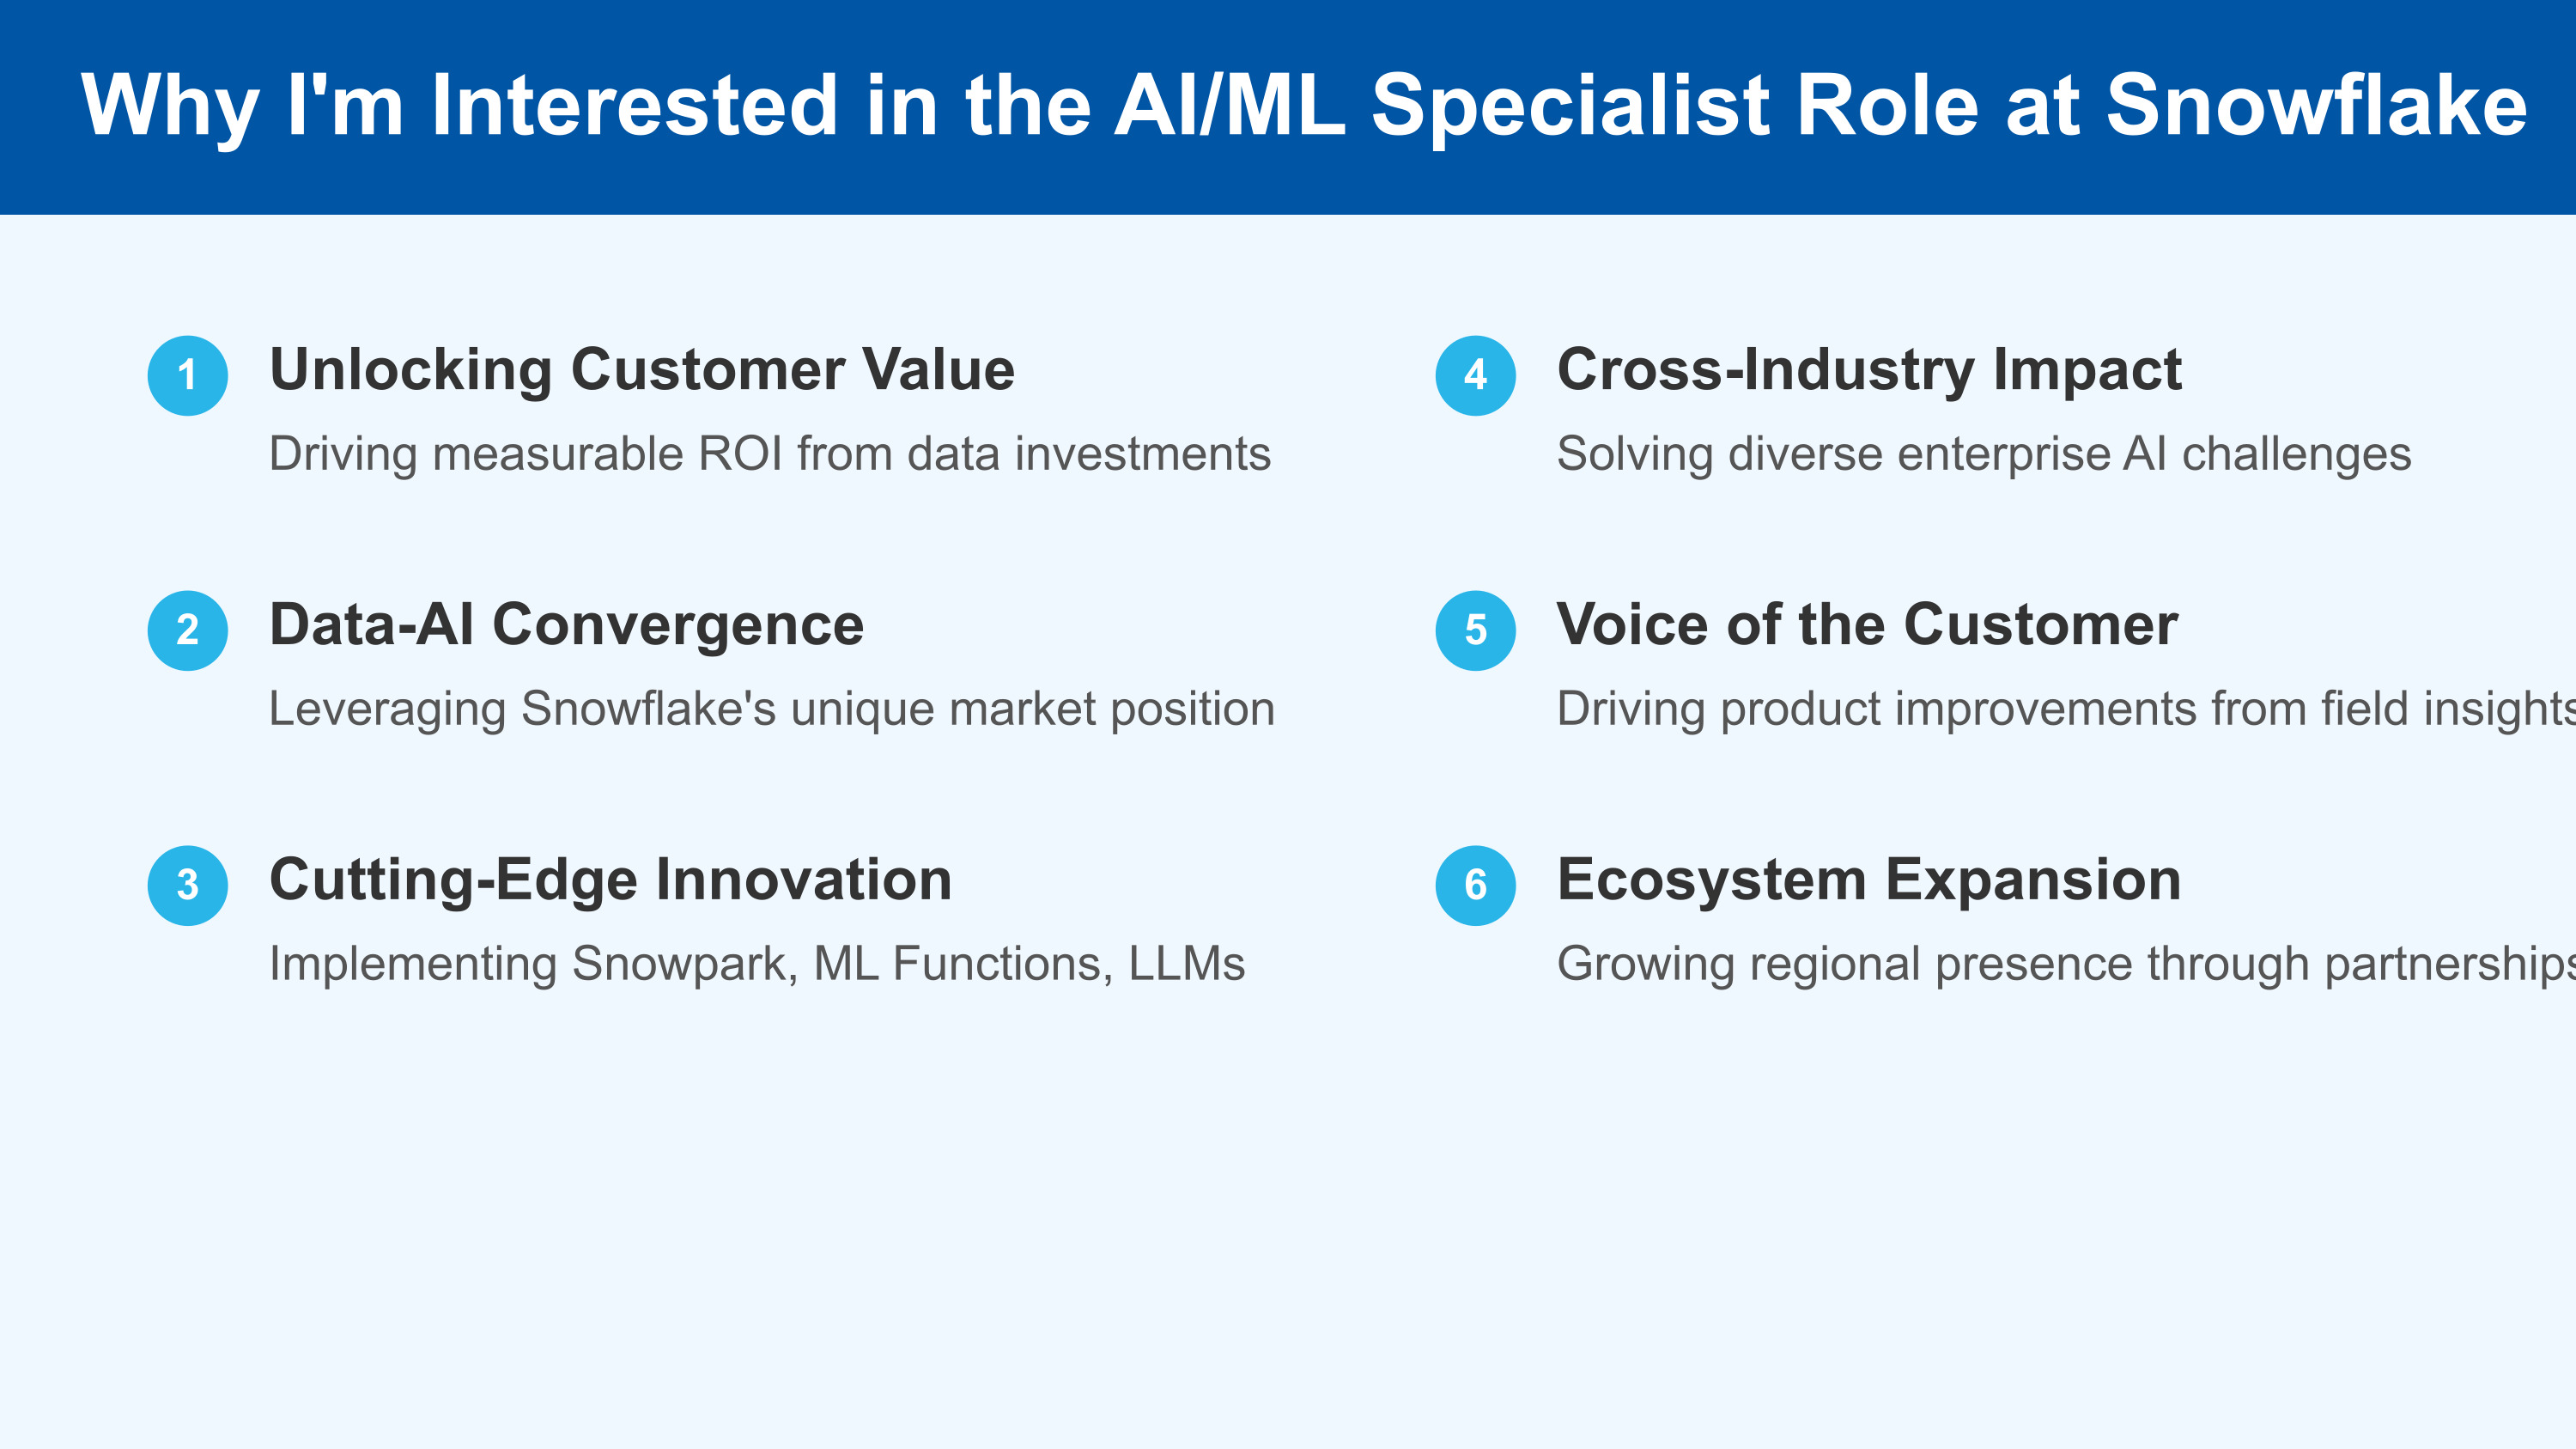 Why I'm Interested in the AI/ML Specialist Role at Snowflake
1
Unlocking Customer Value
Driving measurable ROI from data investments
2
Data-AI Convergence
Leveraging Snowflake's unique market position
3
Cutting-Edge Innovation
Implementing Snowpark, ML Functions, LLMs
4
Cross-Industry Impact
Solving diverse enterprise AI challenges
5
Voice of the Customer
Driving product improvements from field insights
6
Ecosystem Expansion
Growing regional presence through partnerships